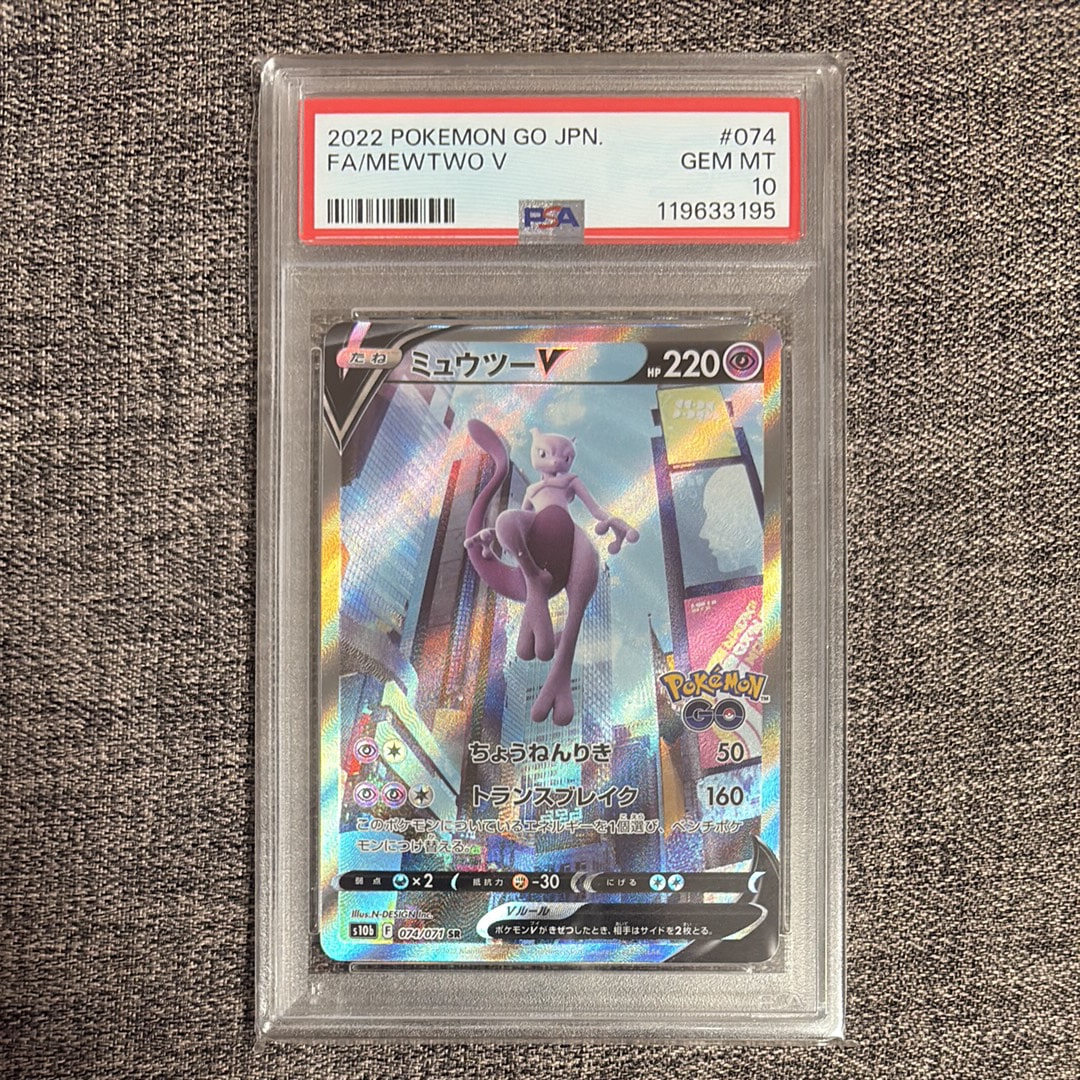 2022 POKEMON GO JPN. #074
FA/MEWTWO V GEM MT
10
119633195
PSA
たね ミュウツーV HP 220
Pokémon GO
ちょうねんりき 50
トランスブレイク 160
このポケモンについているエネルギーを1個選び、ベンチポケ
モンにつけ替える。
弱点 ×2 抵抗力 -30 にげる
Illus. N-DESIGN Inc.
Vルール
s10b F 074/071 SR
ポケモンVがきぜつしたとき、相手はサイドを2枚とる。